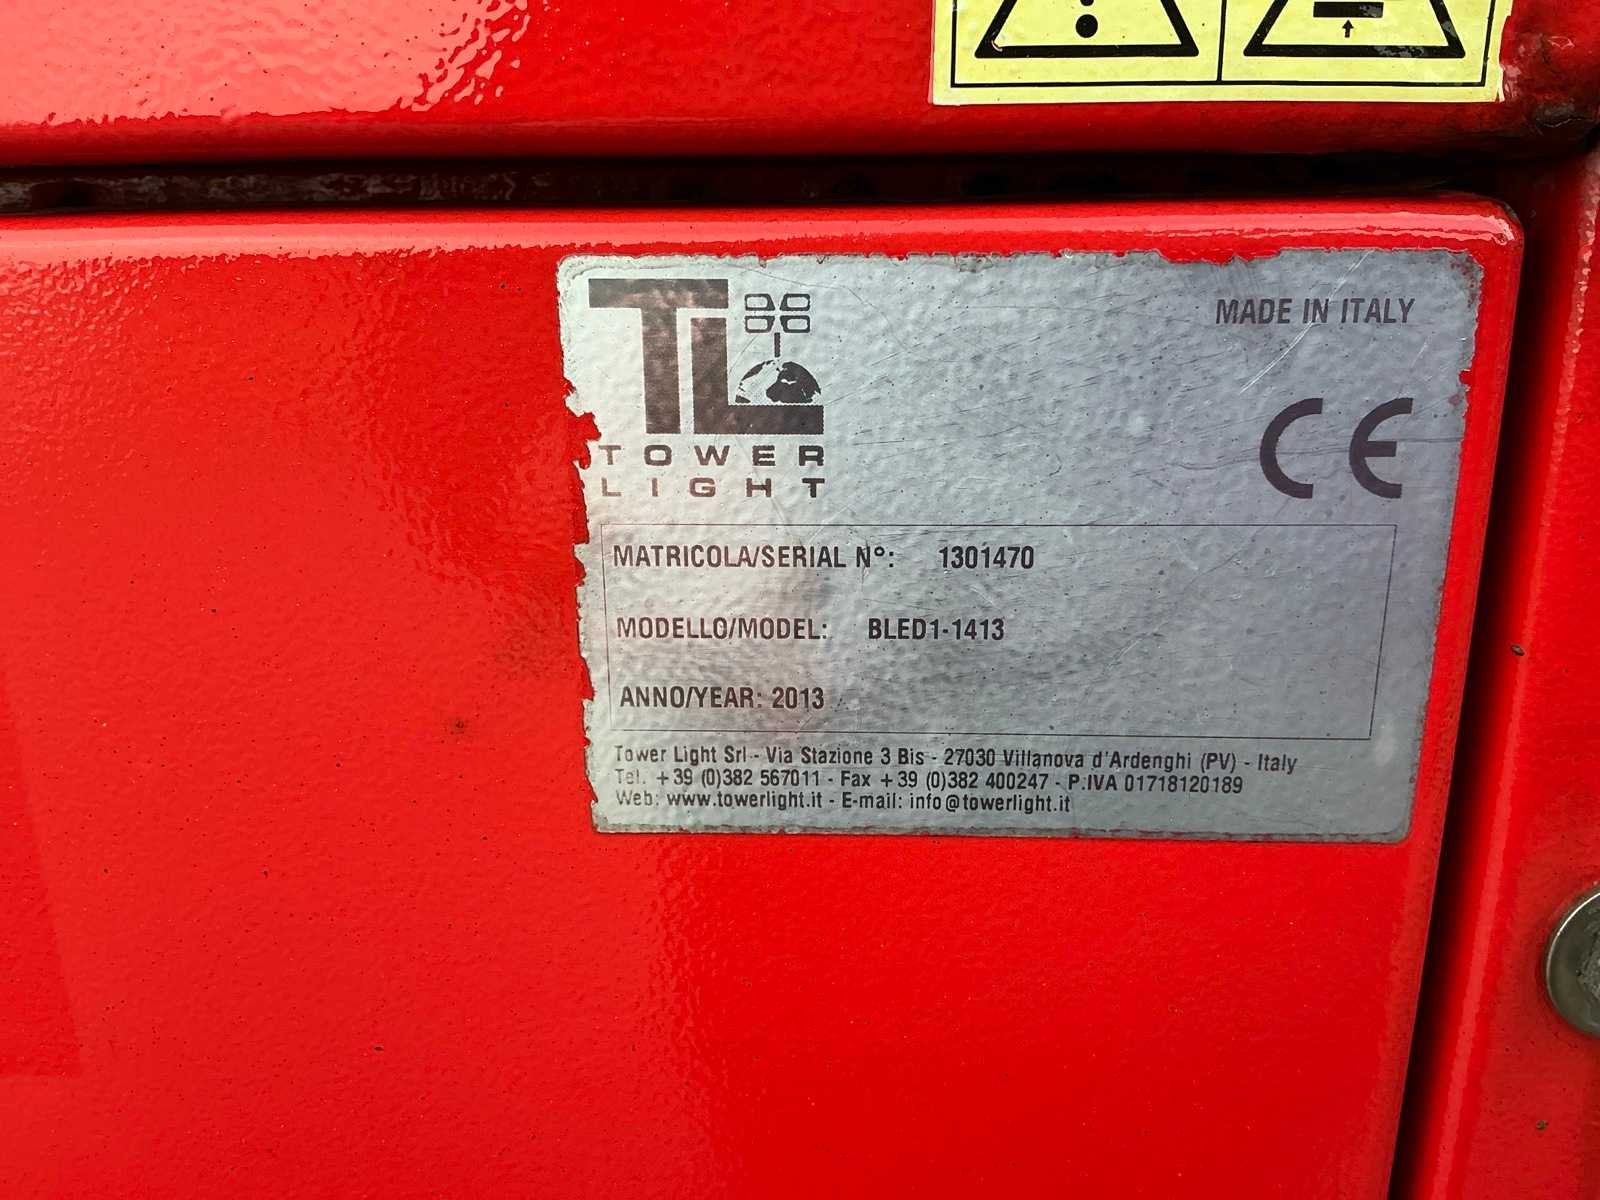 MADE IN ITALY
TL
TOWER
LIGHT
CE
MATRICOLA/SERIAL N°: 1301470
MODELLO/MODEL: BLED1-1413
ANNO/YEAR: 2013
Tower Light Srl - Via Stazione 3 Bis - 27030 Villanova d'Ardenghi (PV) - Italy
Tel. +39 (0)382 567011 - Fax +39 (0)382 400247 - P.IVA 01718120189
Web: www.towerlight.it - E-mail: info@towerlight.it